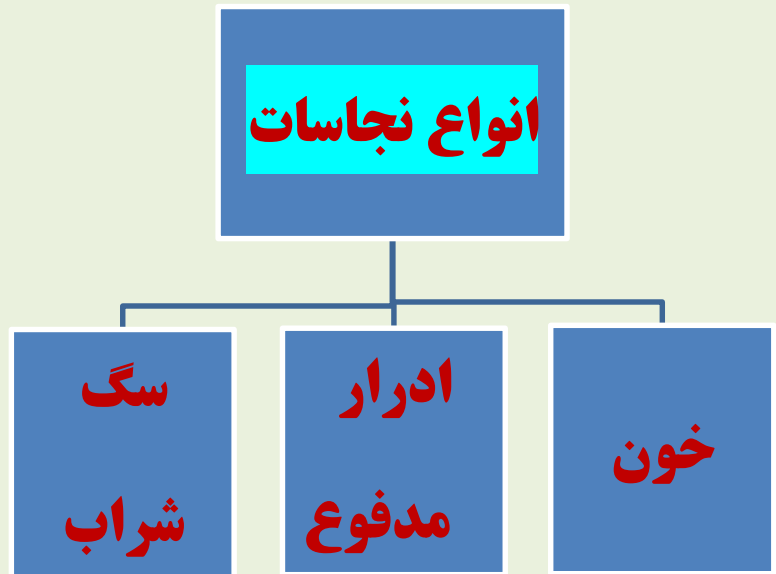 انواع نجاسات
خون
ادرار
مدفوع
سگ
شراب